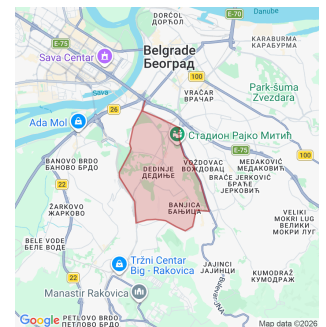 DORĆOL
ДОРЋОЛ
E-70
Danube
E-75
Belgrade
Београд
KARABURMA
КАРАБУРМА
Sava Centar
100
Sava
VRAČAR
ВРАЧАР
Park-šuma
Zvezdara
26
Ada Mol
Стадион Рајко Митић
E-75
100
BANOVO BRDO
БАНОВО БРДО
DEDINJE
ДЕДИЊЕ
VOŽDOVAC
ВОЖДОВАЦ
MEDAKOVIĆ
МЕДАКОВИЋ
BRAĆE JERKOVIĆ
БРАЋЕ
ЈЕРКОВИЋ
22
ŽARKOVO
ЖАРКОВО
BANJICA
БАЊИЦА
VELIKI
MOKRI LUG
ВЕЛИКИ
МОКРИ ЛУГ
BELE VODE
БЕЛЕ ВОДЕ
22
Tržni Centar
Big - Rakovica
JAJINCI
ЈАЈИНЦИ
KUMODRAŽ
КУМОДРАЖ
Manastir Rakovica
22
PETLOVO BRDO
ПЕТЛОВО БРДО
Google
Map data ©2026